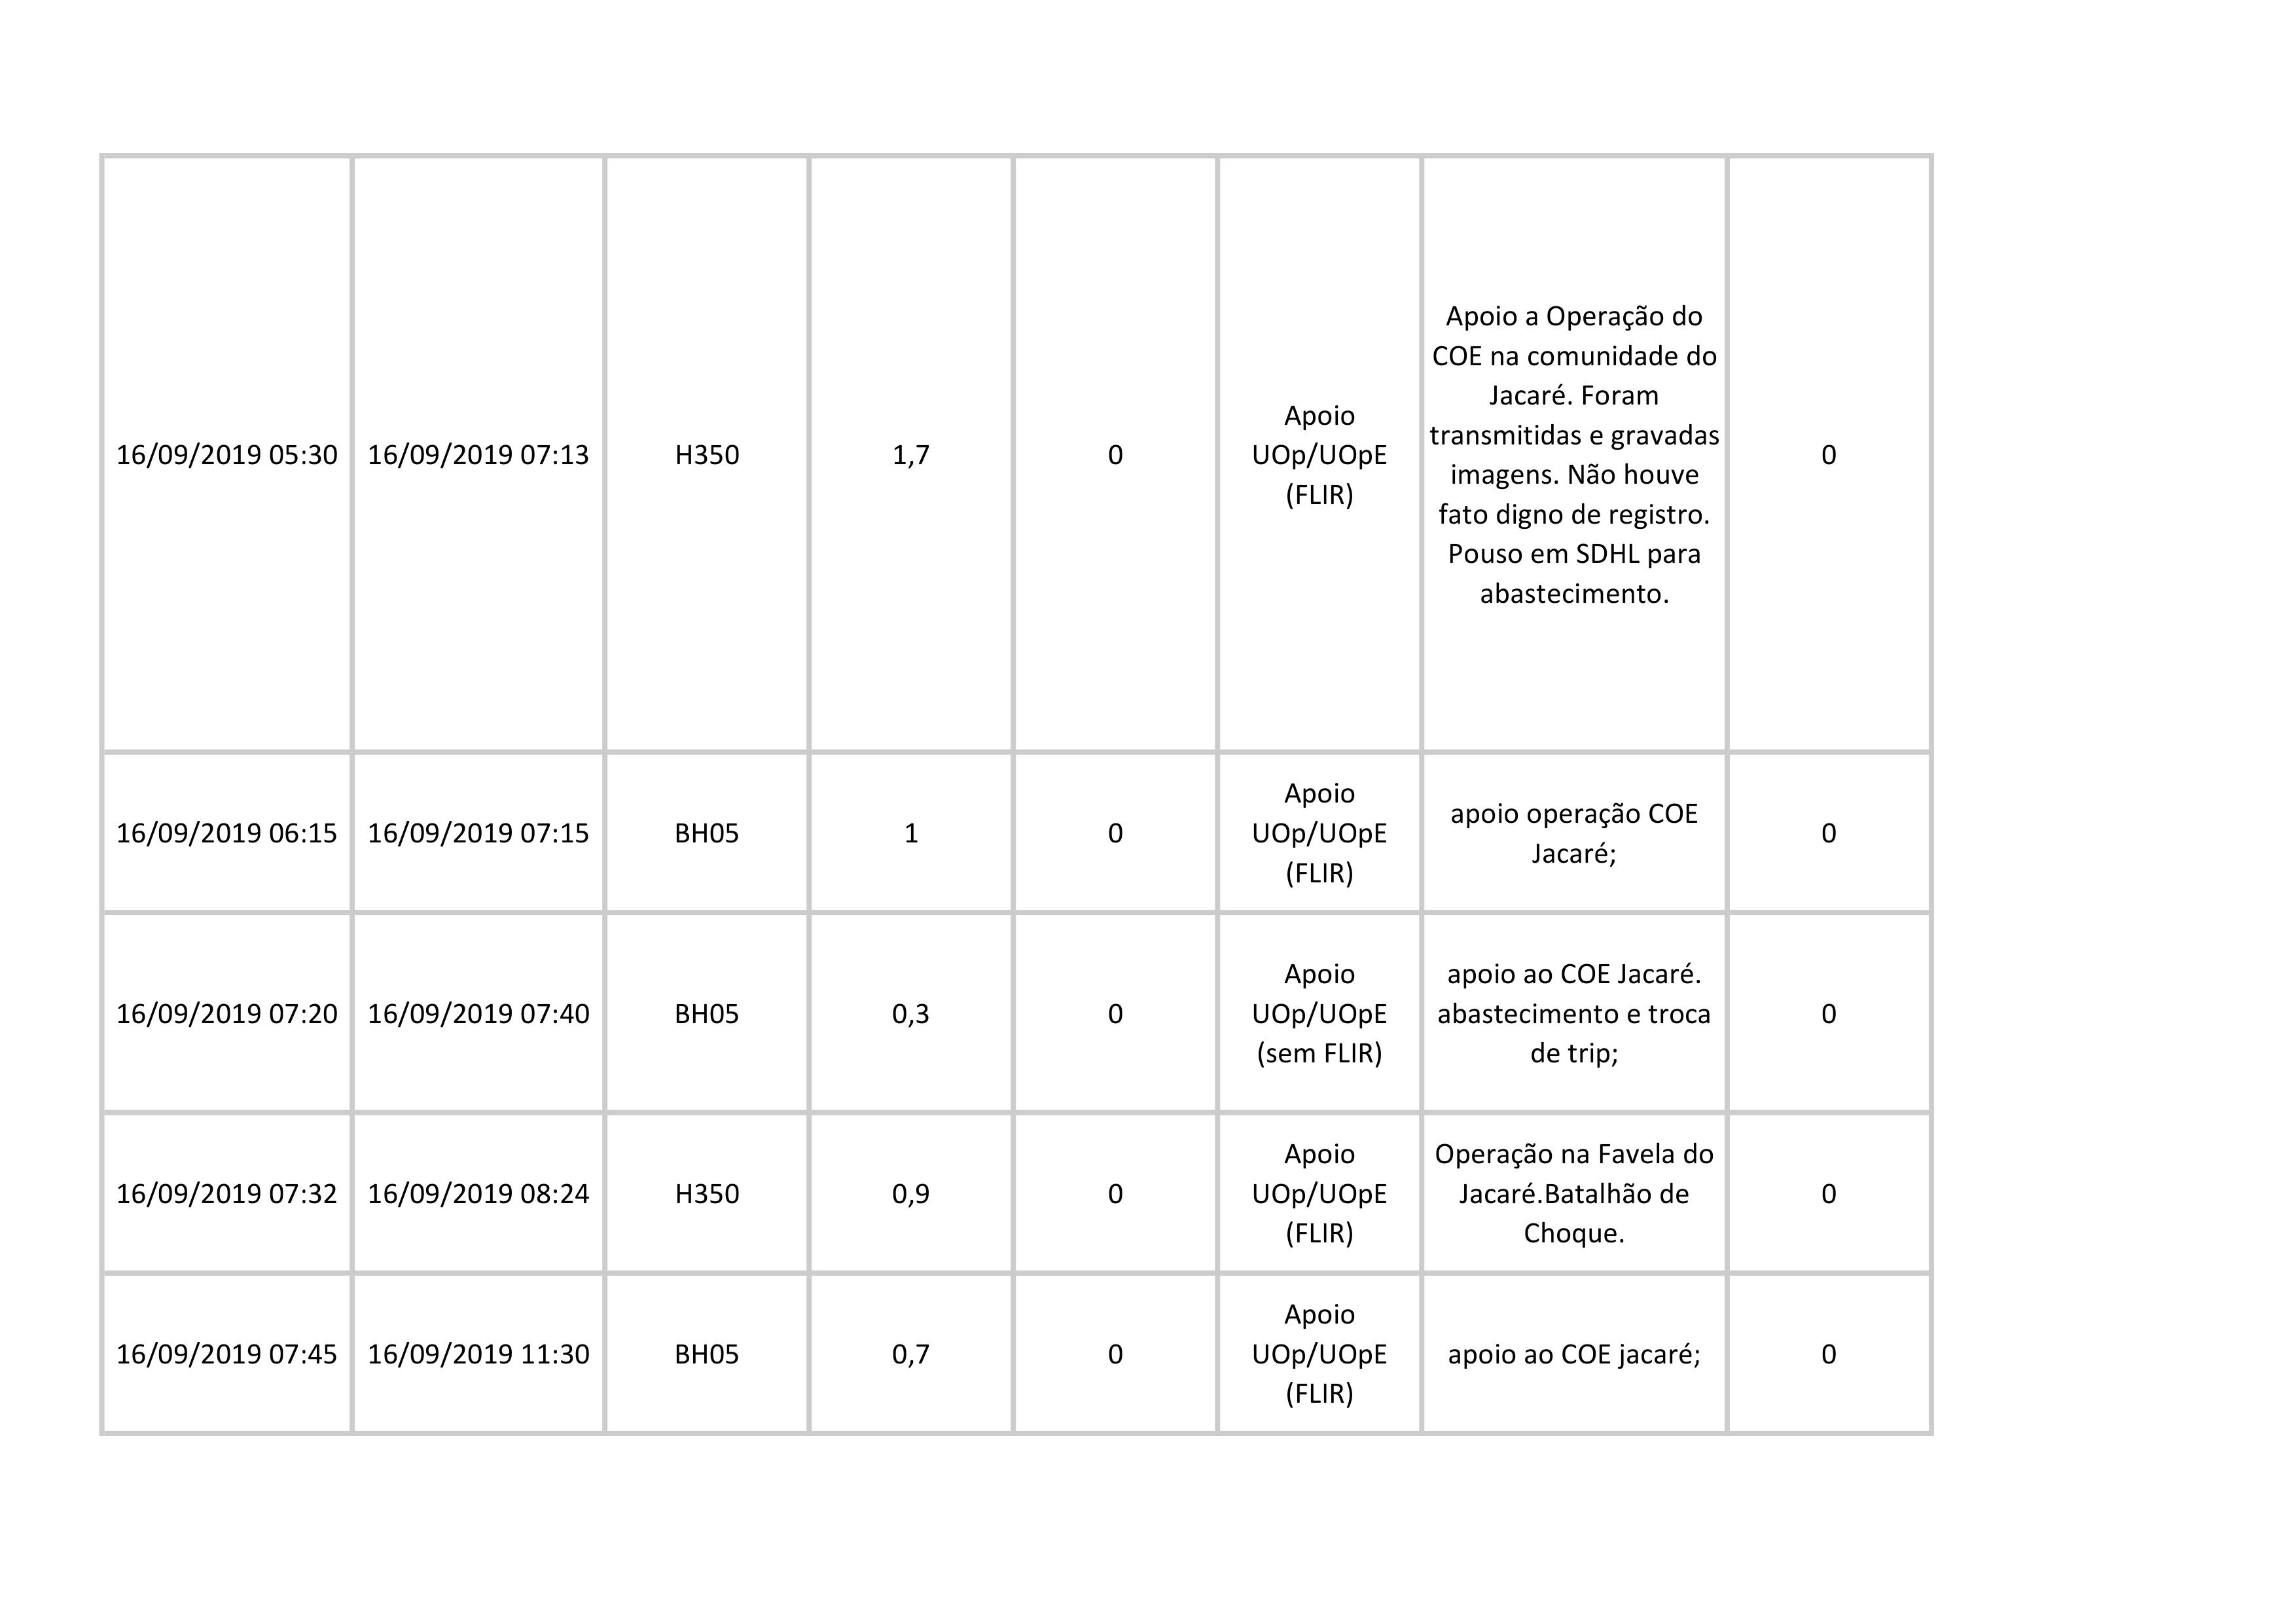 16/09/2019 05:30 16/09/2019 07:13 H350 1,7 0 Apoio
UOp/UOpE
(FLIR) Apoio a Operação do
COE na comunidade do
Jacaré. Foram
transmitidas e gravadas
imagens. Não houve
fato digno de registro.
Pouso em SDHL para
abastecimento. 0
16/09/2019 06:15 16/09/2019 07:15 BH05 1 0 Apoio
UOp/UOpE
(FLIR) apoio operação COE
Jacaré; 0
16/09/2019 07:20 16/09/2019 07:40 BH05 0,3 0 Apoio
UOp/UOpE
(sem FLIR) apoio ao COE Jacaré.
abastecimento e troca
de trip; 0
16/09/2019 07:32 16/09/2019 08:24 H350 0,9 0 Apoio
UOp/UOpE
(FLIR) Operação na Favela do
Jacaré.Batalhão de
Choque. 0
16/09/2019 07:45 16/09/2019 11:30 BH05 0,7 0 Apoio
UOp/UOpE
(FLIR) apoio ao COE jacaré; 0